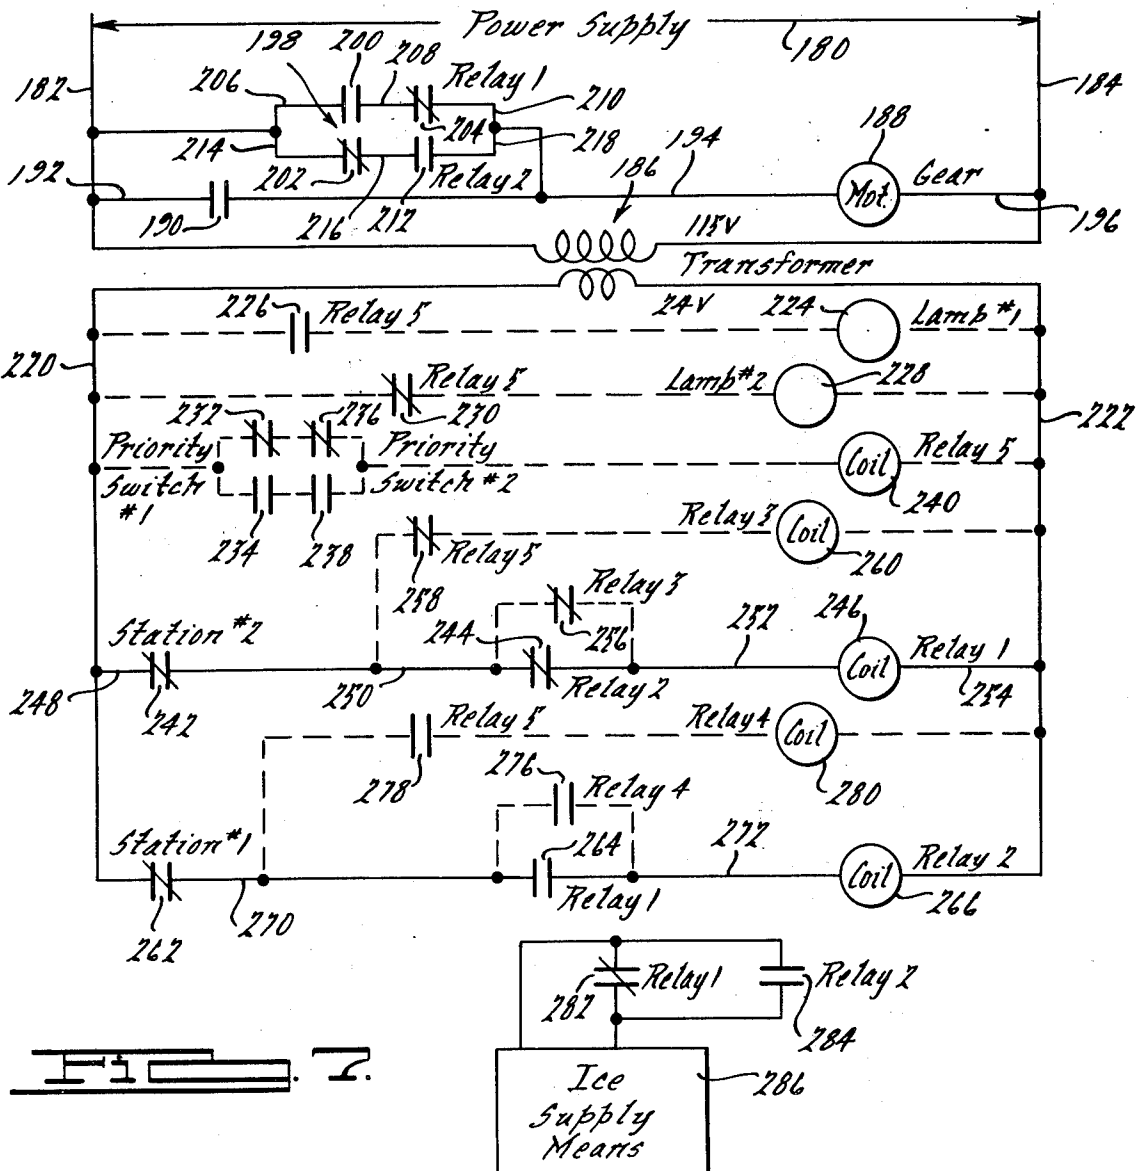 Power Supply
180
198
200
208
Relay 1
182
206
210
184
204
188
214
218
194
202
Relay 2
186
192
Mot.
Gear
190
216
212
115V
196
Transformer
226
Relay 5
24V
224
Lamp #1
220
Relay 5
Lamp #2
228
232
236
230
222
Priority
Priority
Coil
Relay 5
Switch
Switch #2
#1
240
234
238
Relay 3
Coil
Relay 5
260
258
Relay 3
Station #2
244
256
252
246
Coil
Relay 1
248
250
Relay 2
254
242
Relay 5
Relay 4
Coil
276
278
Relay 4
280
Station #1
264
272
Relay 2
Coil
Relay 1
270
266
262
Relay 1
Relay 2
282
284
FIG. 7.
Ice
286
Supply
Means